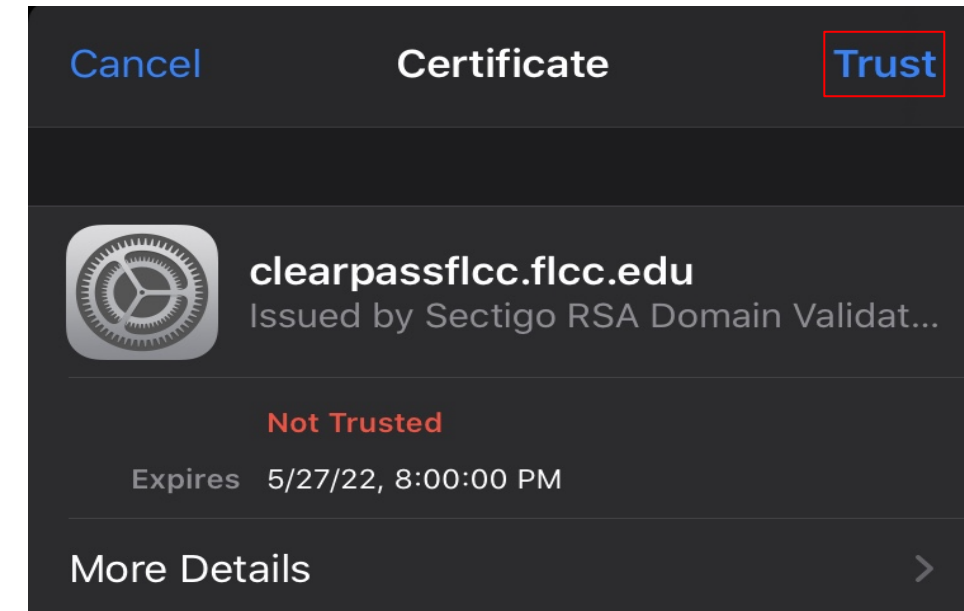 Cancel Certificate Trust
clearpassflcc.flcc.edu
Issued by Sectigo RSA Domain Validat...
Not Trusted
Expires 5/27/22, 8:00:00 PM
More Details